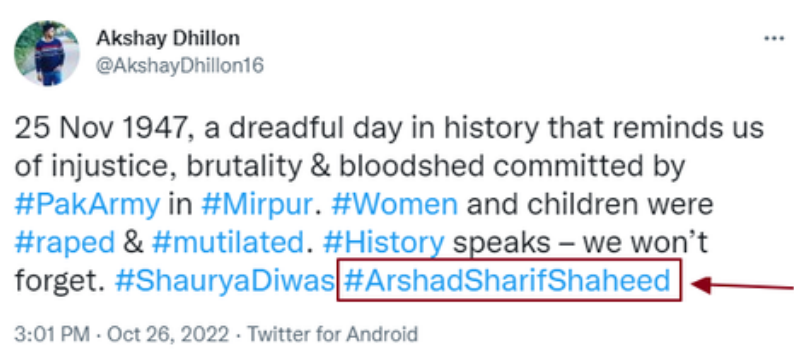 Akshay Dhillon
@AkshayDhillon16
25 Nov 1947, a dreadful day in history that reminds us
of injustice, brutality & bloodshed committed by
#PakArmy in #Mirpur. #Women and children were
#raped & #mutilated. #History speaks – we won't
forget. #ShauryaDiwas #ArshadSharifShaheed
3:01 PM · Oct 26, 2022 · Twitter for Android